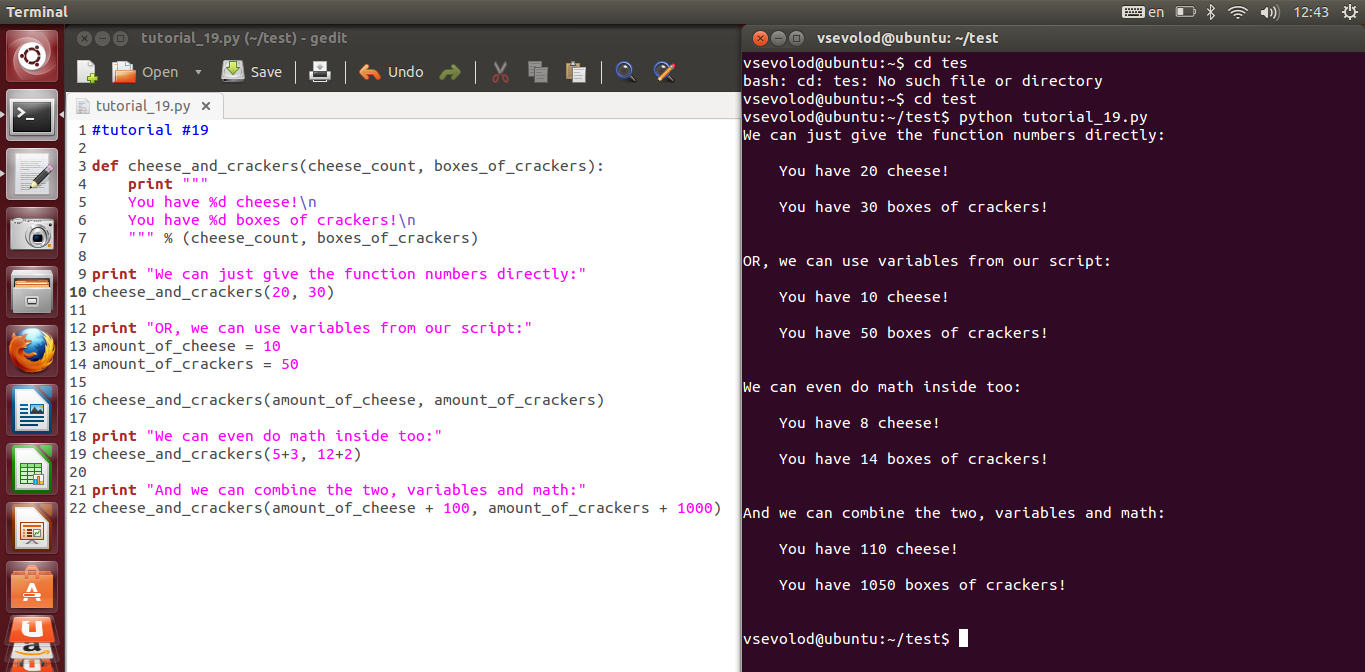 Terminal
en
12:43
tutorial_19.py (~/test) - gedit
Open
Save
Undo
tutorial_19.py
1 #tutorial #19
2
3 def cheese_and_crackers(cheese_count, boxes_of_crackers):
4     print """
5     You have %d cheese!\n
6     You have %d boxes of crackers!\n
7     """ % (cheese_count, boxes_of_crackers)
8
9 print "We can just give the function numbers directly:"
10 cheese_and_crackers(20, 30)
11
12 print "OR, we can use variables from our script:"
13 amount_of_cheese = 10
14 amount_of_crackers = 50
15
16 cheese_and_crackers(amount_of_cheese, amount_of_crackers)
17
18 print "We can even do math inside too:"
19 cheese_and_crackers(5+3, 12+2)
20
21 print "And we can combine the two, variables and math:"
22 cheese_and_crackers(amount_of_cheese + 100, amount_of_crackers + 1000)
vsevolod@ubuntu: ~/test
vsevolod@ubuntu:~$ cd tes
bash: cd: tes: No such file or directory
vsevolod@ubuntu:~$ cd test
vsevolod@ubuntu:~/test$ python tutorial_19.py
We can just give the function numbers directly:
    You have 20 cheese!
    You have 30 boxes of crackers!
OR, we can use variables from our script:
    You have 10 cheese!
    You have 50 boxes of crackers!
We can even do math inside too:
    You have 8 cheese!
    You have 14 boxes of crackers!
And we can combine the two, variables and math:
    You have 110 cheese!
    You have 1050 boxes of crackers!
vsevolod@ubuntu:~/test$